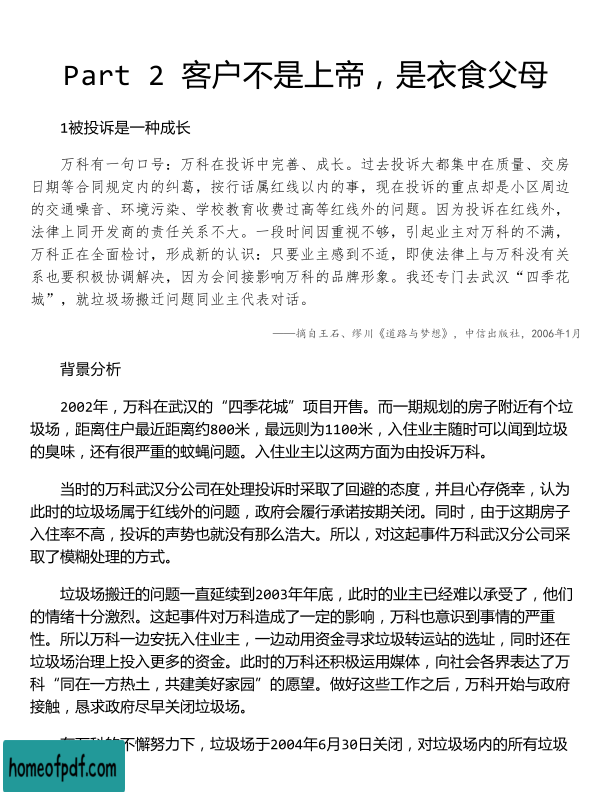 Part 2 客户不是上帝，是衣食父母
1被投诉是一种成长
万科有一句口号：万科在投诉中完善、成长。过去投诉大都集中在质量、交房
日期等合同规定内的纠葛，按行话属红线以内的事，现在投诉的重点却是小区周边
的交通噪音、环境污染、学校教育收费过高等红线外的问题。因为投诉在红线外，
法律上同开发商的责任关系不大。一段时间因重视不够，引起业主对万科的不满，
万科正在全面检讨，形成新的认识：只要业主感到不适，即使法律上与万科没有关
系也要积极协调解决，因为会间接影响万科的品牌形象。我还专门去武汉“四季花
城”，就垃圾场搬迁问题同业主代表对话。
——摘自王石、缪川《道路与梦想》，中信出版社，2006年1月
背景分析
2002年，万科在武汉的“四季花城”项目开售。而一期规划的房子附近有个垃
圾场，距离住户最近距离约800米，最远则为1100米，入住业主随时可以闻到垃圾
的臭味，还有很严重的蚊蝇问题。入住业主以这两方面为由投诉万科。
当时的万科武汉分公司在处理投诉时采取了回避的态度，并且心存侥幸，认为
此时的垃圾场属于红线外的问题，政府会履行承诺按期关闭。同时，由于这期房子
入住率不高，投诉的声势也就没有那么浩大。所以，对这起事件万科武汉分公司采
取了模糊处理的方式。
垃圾场搬迁的问题一直延续到2003年年底，此时的业主已经难以承受了，他们
的情绪十分激烈。这起事件对万科造成了一定的影响，万科也意识到事情的严重
性。所以万科一边安抚入住业主，一边动用资金寻求垃圾转运站的选址，同时还在
垃圾场治理上投入更多的资金。此时的万科还积极运用媒体，向社会各界表达了万
科“同在一方热土，共建美好家园”的愿望。做好这些工作之后，万科开始与政府
接触，恳求政府尽早关闭垃圾场。
不懈努力下，垃圾场于2004年6月30日关闭，对垃圾场内的所有垃圾
homeofpdf.com